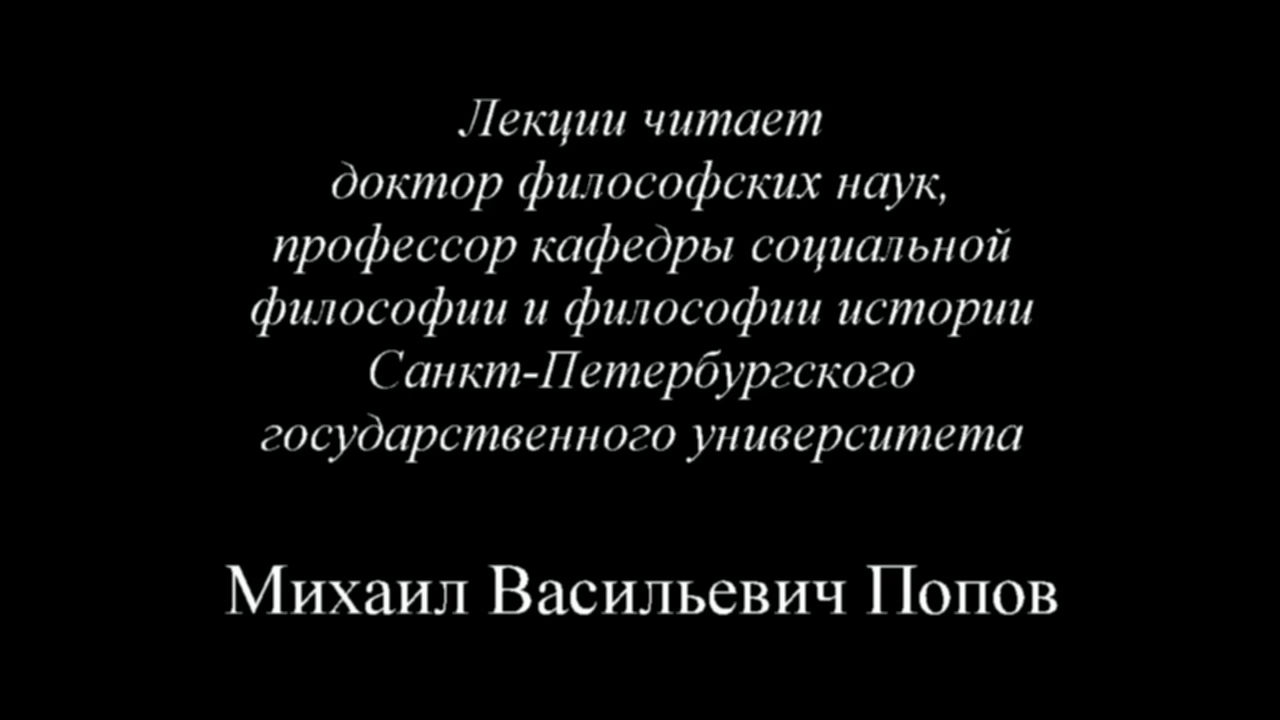 Лекции читает
доктор философских наук,
профессор кафедры социальной
философии и философии истории
Санкт-Петербургского
государственного университета
Михаил Васильевич Попов